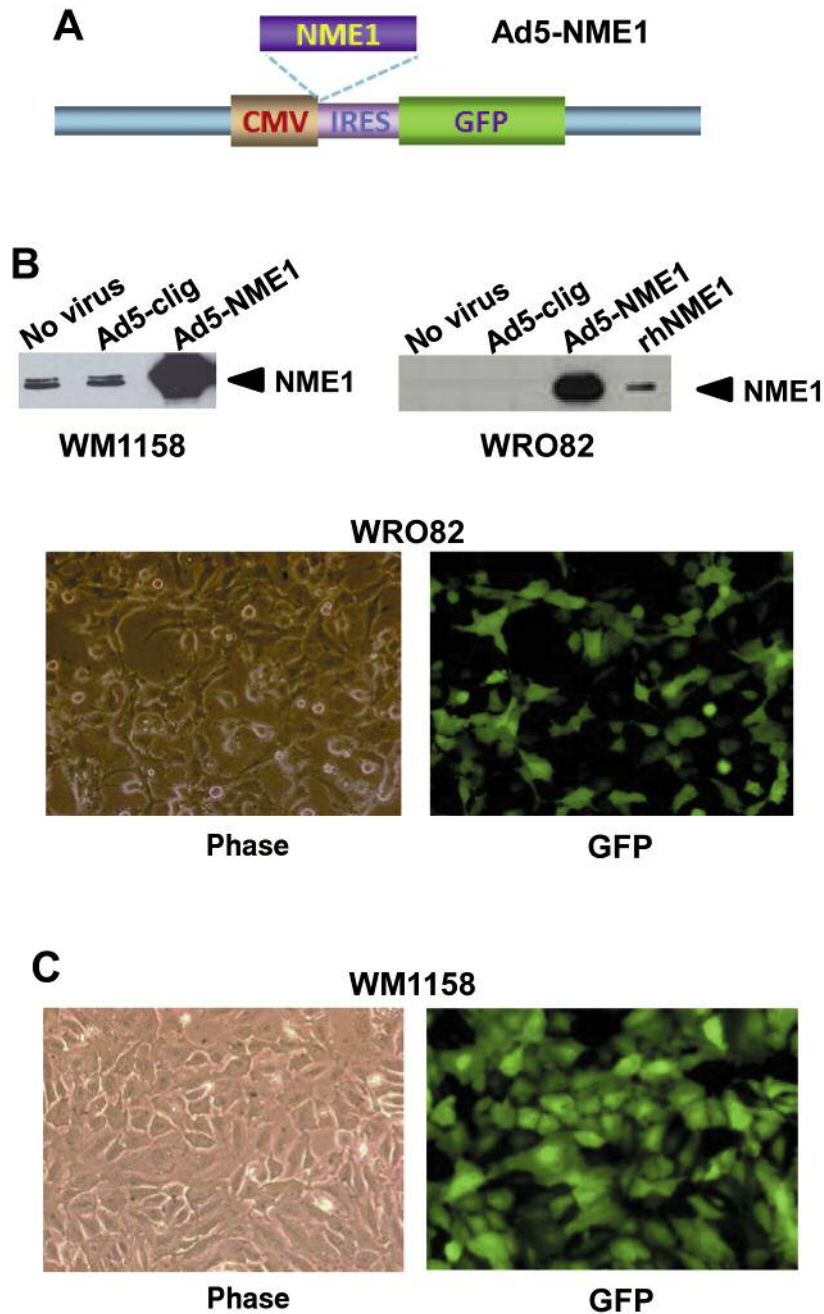 A
NME1
Ad5-NME1
CMV IRES GFP
B
No virus
Ad5-clig
Ad5-NME1
NME1
WM1158
No virus
Ad5-clig
Ad5-NME1
rhNME1
NME1
WRO82
WRO82
Phase
GFP
C
WM1158
Phase
GFP